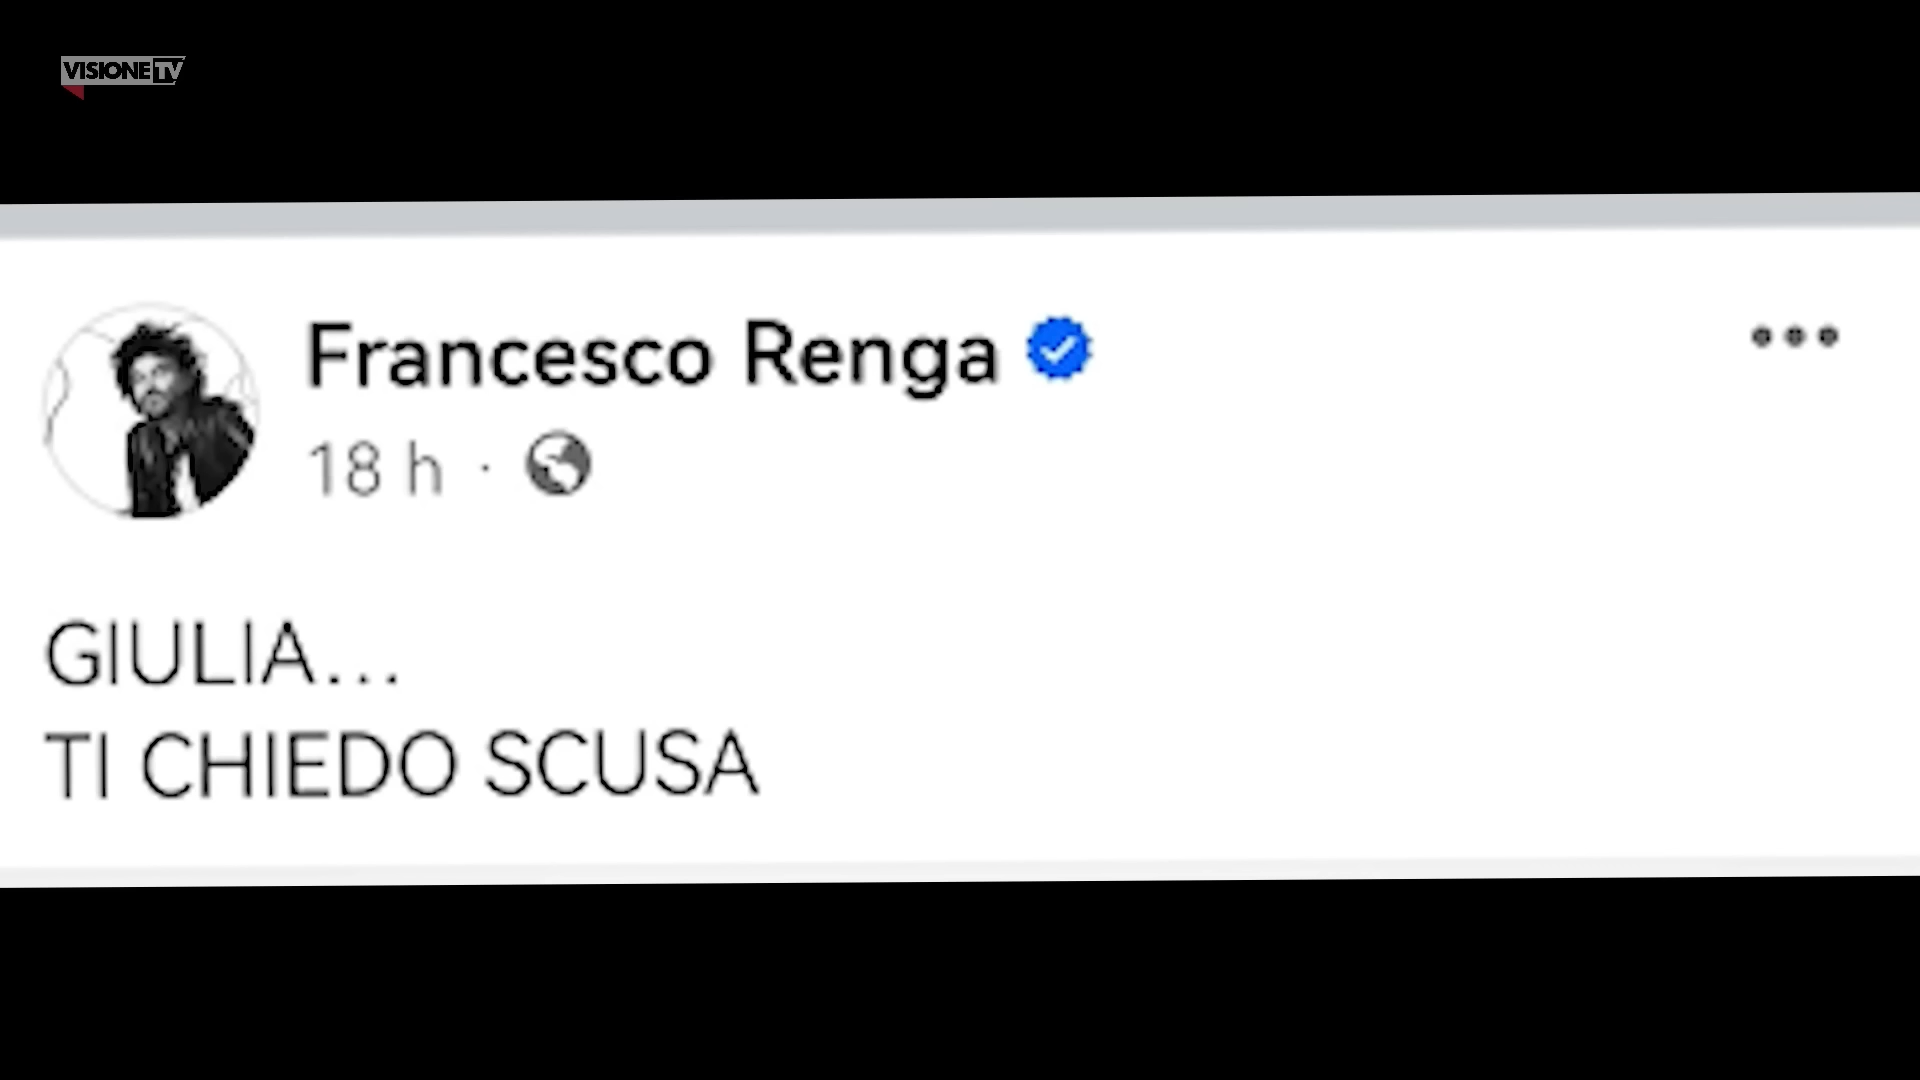 VISIONE TV
Francesco Renga
18 h ·
GIULIA...
TI CHIEDO SCUSA